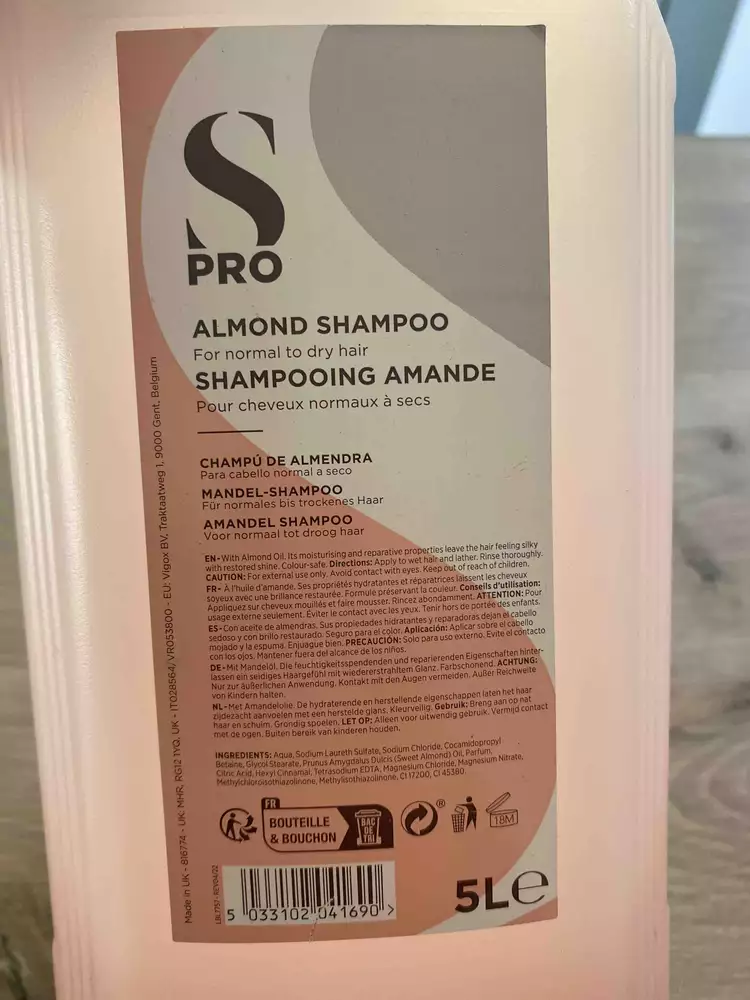 S
PRO
ALMOND SHAMPOO
For normal to dry hair
SHAMPOOING AMANDE
Pour cheveux normaux à secs
CHAMPÚ DE ALMENDRA
Para cabello normal a seco
MANDEL-SHAMPOO
Für normales bis trockenes Haar
AMANDEL SHAMPOO
Voor normaal tot droog haar
EN-With Almond Oil. Its moisturising and reparative properties leave the hair feeling silky
with restored shine. Colour-safe. Directions: Apply to wet hair and lather. Rinse thoroughly.
CAUTION: For external use only. Avoid contact with eyes. Keep out of reach of children.
FR- À l'huile d'amande. Ses propriétés hydratantes et réparatrices laissent les cheveux
soyeux avec une brillance restaurée. Formule préservant la couleur. Conseils d'utilisation:
Appliquez sur cheveux mouillés et faire mousser. Rincez abondamment. ATTENTION: Pour
usage externe seulement. Éviter le contact avec les yeux. Tenir hors de portée des enfants.
ES-Con aceite de almendras. Sus propiedades hidratantes y reparadoras dejan el cabello
sedoso y con brillo restaurado. Seguro para el color. Aplicación: Aplicar sobre el cabello
mojado y la espuma. Enjuague bien. PRECAUCIÓN: Solo para uso externo. Evite el contacto
con los ojos. Mantener fuera del alcance de los niños.
DE-Mit Mandelöl. Die feuchtigkeitsspendenden und reparierenden Eigenschaften hinter-
lassen ein seidiges Haargefühl mit wiedererstrahltem Glanz. Farbschonend. ACHTUNG:
Nur zur äußerlichen Anwendung. Kontakt mit den Augen vermeiden. Außer Reichweite
von Kindern halten.
NL-Met Amandelolie. De hydraterende en herstellende eigenschappen laten het haar
zijdezacht aanvoelen met een herstelde glans. Kleurveilig. Gebruik: Breng aan op nat
haar en schuim. Grondig spoelen. LET OP: Alleen voor uitwendig gebruik. Vermijd contact
met de ogen. Buiten bereik van kinderen houden.
INGREDIENTS: Aqua, Sodium Laureth Sulfate, Sodium Chloride, Cocamidopropyl
Betaine, Glycol Stearate, Prunus Amygdalus Dulcis (Sweet Almond) Oil, Parfum,
Citric Acid, Hexyl Cinnamal, Tetrasodium EDTA, Magnesium Chloride, Magnesium Nitrate,
Methylchloroisothiazolinone, Methylisothiazolinone, CI 17200, CI 45380.
FR
BOUTEILLE
& BOUCHON
BAC
DE
TRI
®
18M
5 033102 041690 >
5L e
LBL7757 - REV04/22
Made in UK - 816774 - UK: MHR, RG12 1YQ, UK - IT028564/VR053800 - EU: Vigox BV, Traktaatweg 1, 9000 Gent, Belgium